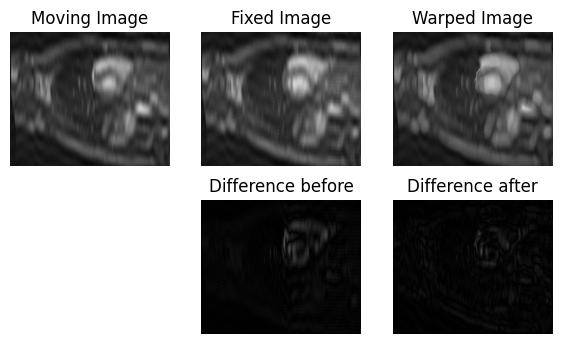 Moving Image
Fixed Image
Warped Image
Difference before
Difference after